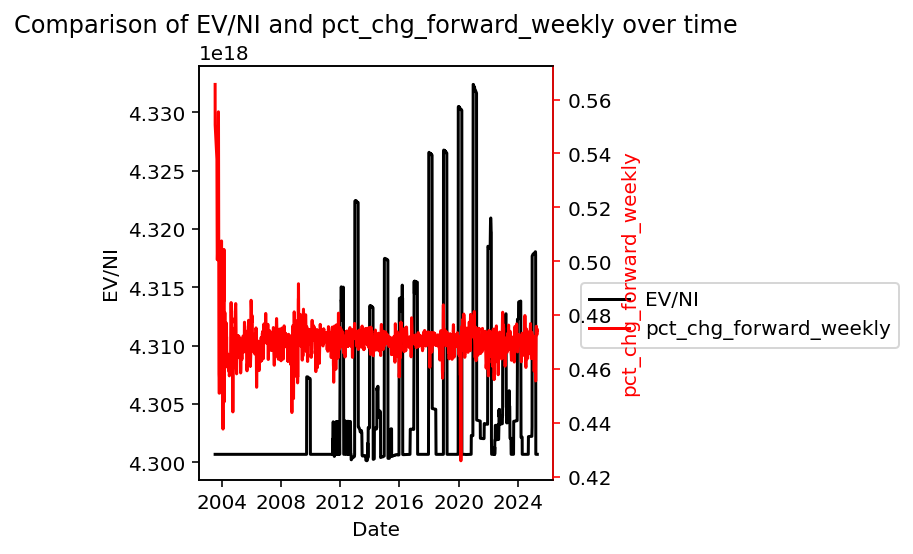 Comparison of EV/NI and pct_chg_forward_weekly over time
1e18
4.330
4.325
4.320
4.315
4.310
4.305
4.300
EV/NI
0.56
0.54
0.52
0.50
0.48
0.46
0.44
0.42
pct_chg_forward_weekly
EV/NI
pct_chg_forward_weekly
2004 2008 2012 2016 2020 2024
Date